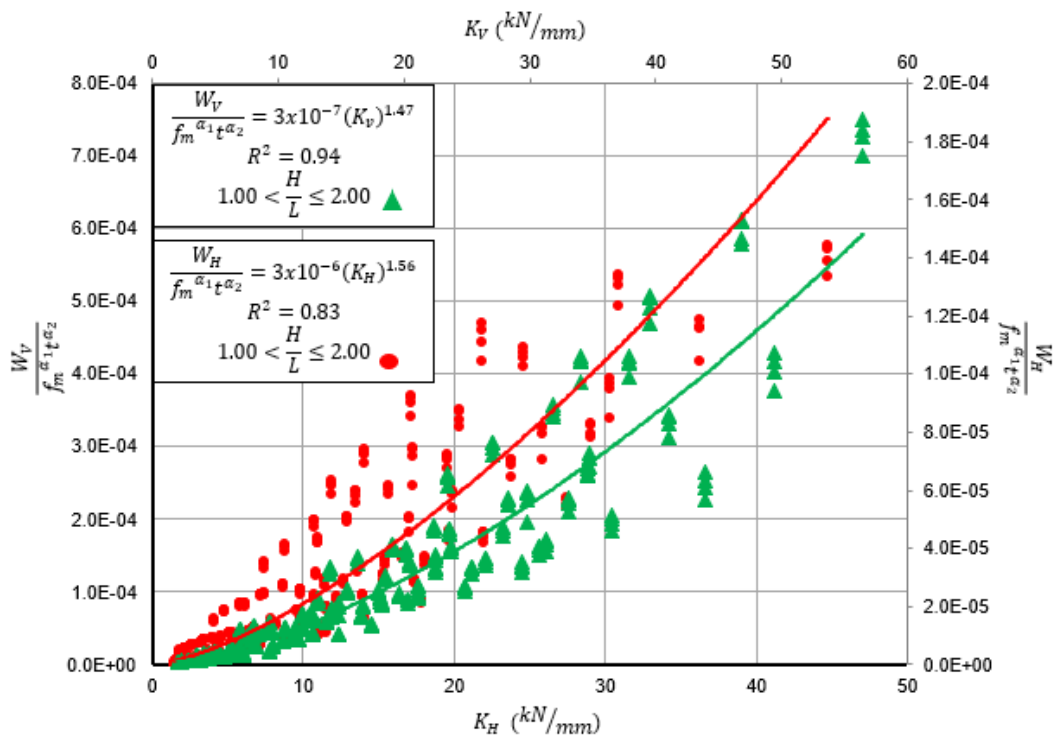 K_V (kN/mm)
0 10 20 30 40 50 60
8.0E-04
7.0E-04
6.0E-04
5.0E-04
4.0E-04
3.0E-04
2.0E-04
1.0E-04
0.0E+00
W_V / f_m^α1 t^α2
W_V / f_m^α1 t^α2 = 3x10^-7 (K_v)^1.47
R^2 = 0.94
1.00 < H/L ≤ 2.00
W_H / f_m^α1 t^α2 = 3x10^-6 (K_H)^1.56
R^2 = 0.83
1.00 < H/L ≤ 2.00
2.0E-04
1.8E-04
1.6E-04
1.4E-04
1.2E-04
1.0E-04
8.0E-05
6.0E-05
4.0E-05
2.0E-05
0.0E+00
W_H / f_m^α1 t^α2
0 10 20 30 40 50
K_H (kN/mm)